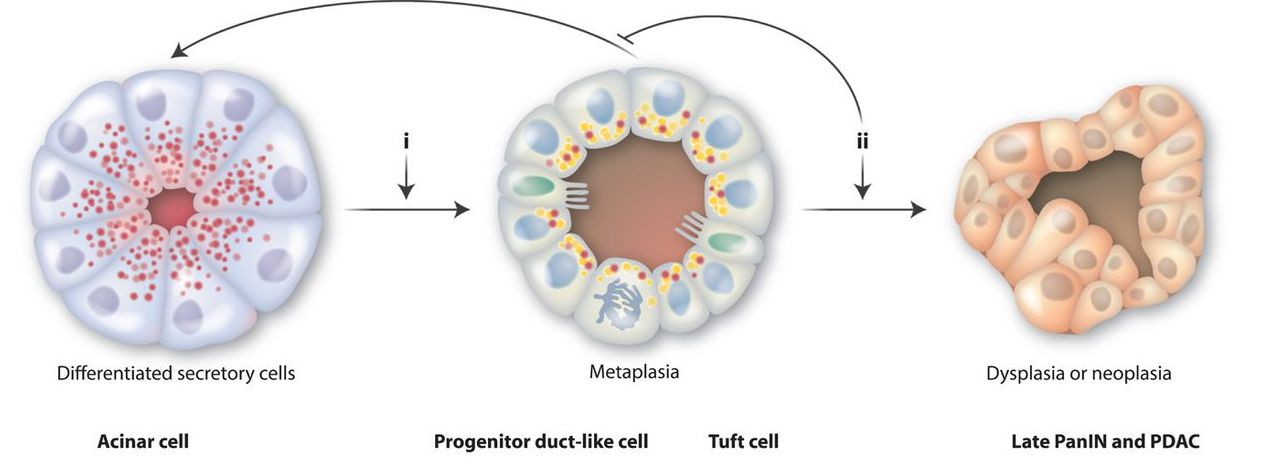 i
ii
Differentiated secretory cells
Metaplasia
Dysplasia or neoplasia
Acinar cell
Progenitor duct-like cell
Tuft cell
Late PanIN and PDAC